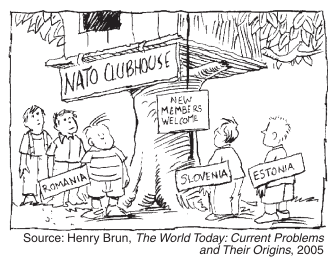 NATO CLUBHOUSE
NEW
MEMBERS
WELCOME
ROMANIA
SLOVENIA
ESTONIA
Source: Henry Brun, The World Today: Current Problems
and Their Origins, 2005